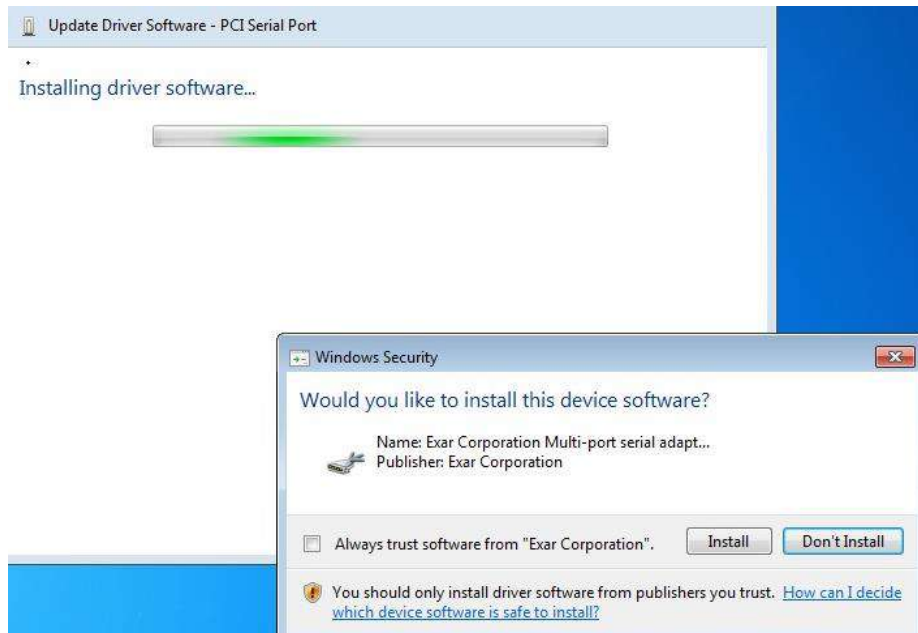 Update Driver Software - PCI Serial Port
Installing driver software...
Windows Security
Would you like to install this device software?
Name: Exar Corporation Multi-port serial adapt...
Publisher: Exar Corporation
Always trust software from "Exar Corporation".
Install
Don't Install
You should only install driver software from publishers you trust. How can I decide
which device software is safe to install?